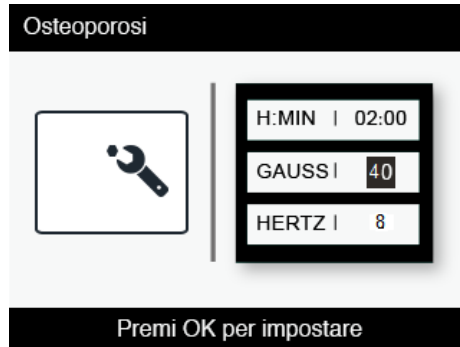 Osteoporosi
H:MIN | 02:00
GAUSS | 40
HERTZ | 8
Premi OK per impostare